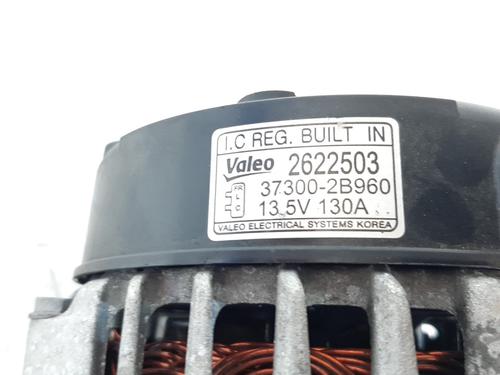 I.C REG. BUILT IN
Valeo 2622503
37300-2B960
13.5V 130A
VALEO ELECTRICAL SYSTEMS KOREA